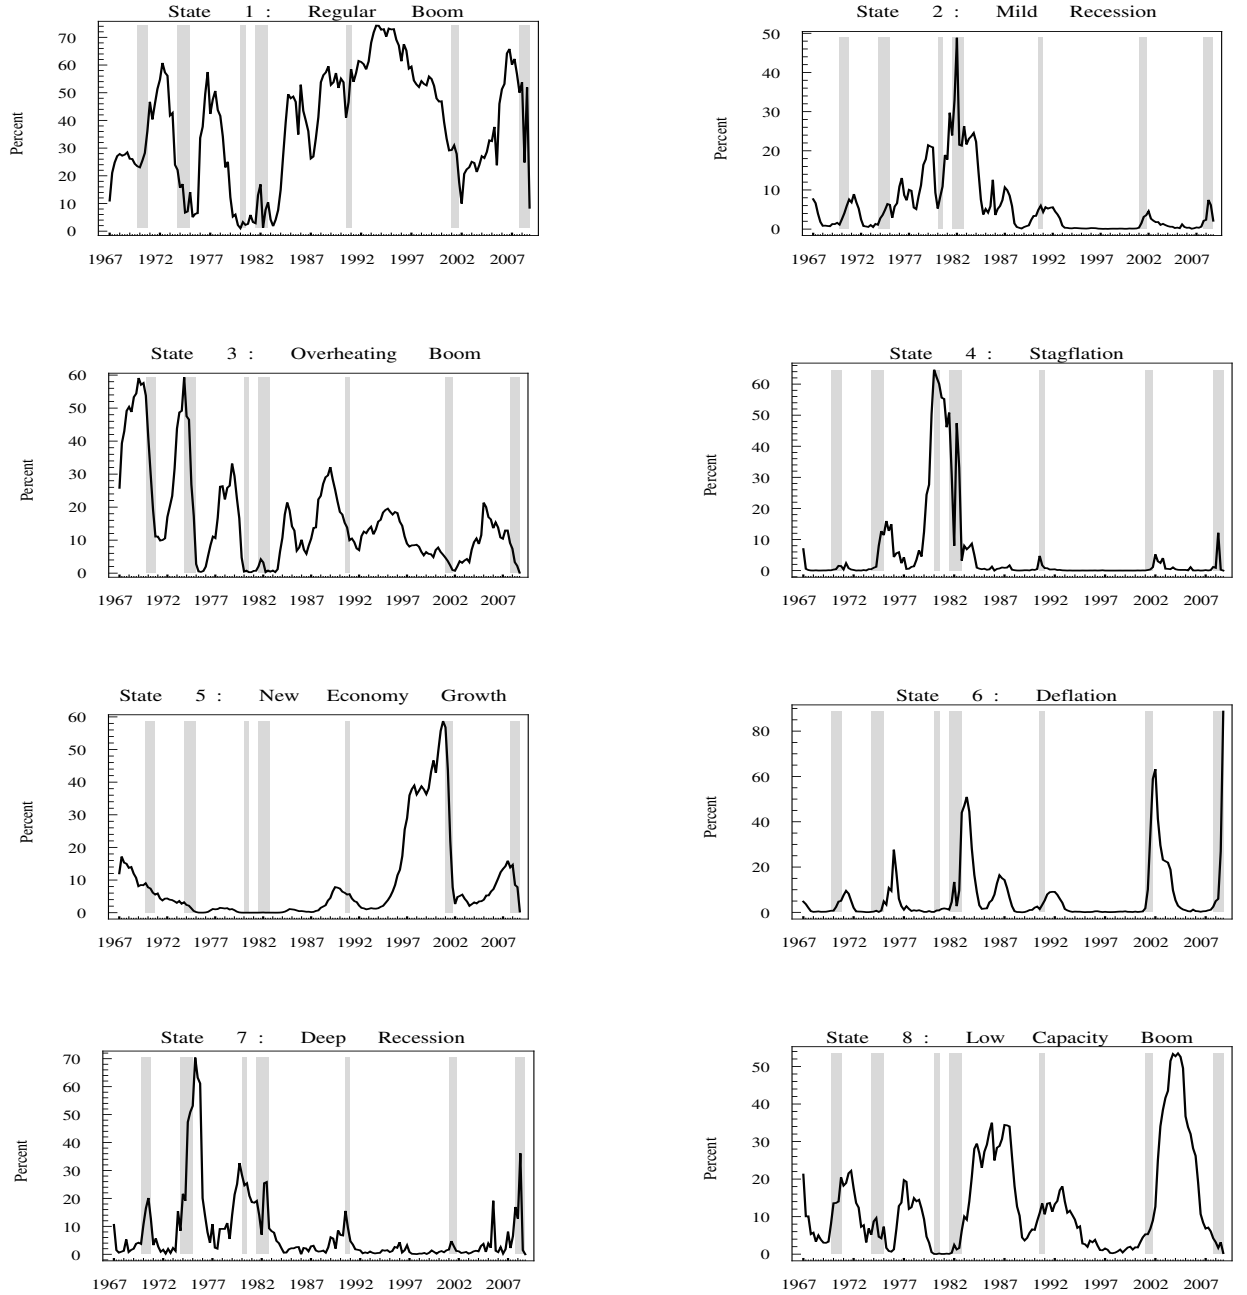 State 1 : Regular Boom
State 2 : Mild Recession
Percent
70
60
50
40
30
20
10
0
1967 1972 1977 1982 1987 1992 1997 2002 2007
Percent
50
40
30
20
10
0
1967 1972 1977 1982 1987 1992 1997 2002 2007
State 3 : Overheating Boom
State 4 : Stagflation
Percent
60
50
40
30
20
10
0
1967 1972 1977 1982 1987 1992 1997 2002 2007
Percent
60
50
40
30
20
10
0
1967 1972 1977 1982 1987 1992 1997 2002 2007
State 5 : New Economy Growth
State 6 : Deflation
Percent
60
50
40
30
20
10
0
1967 1972 1977 1982 1987 1992 1997 2002 2007
Percent
80
60
40
20
0
1967 1972 1977 1982 1987 1992 1997 2002 2007
State 7 : Deep Recession
State 8 : Low Capacity Boom
Percent
70
60
50
40
30
20
10
0
1967 1972 1977 1982 1987 1992 1997 2002 2007
Percent
50
40
30
20
10
0
1967 1972 1977 1982 1987 1992 1997 2002 2007